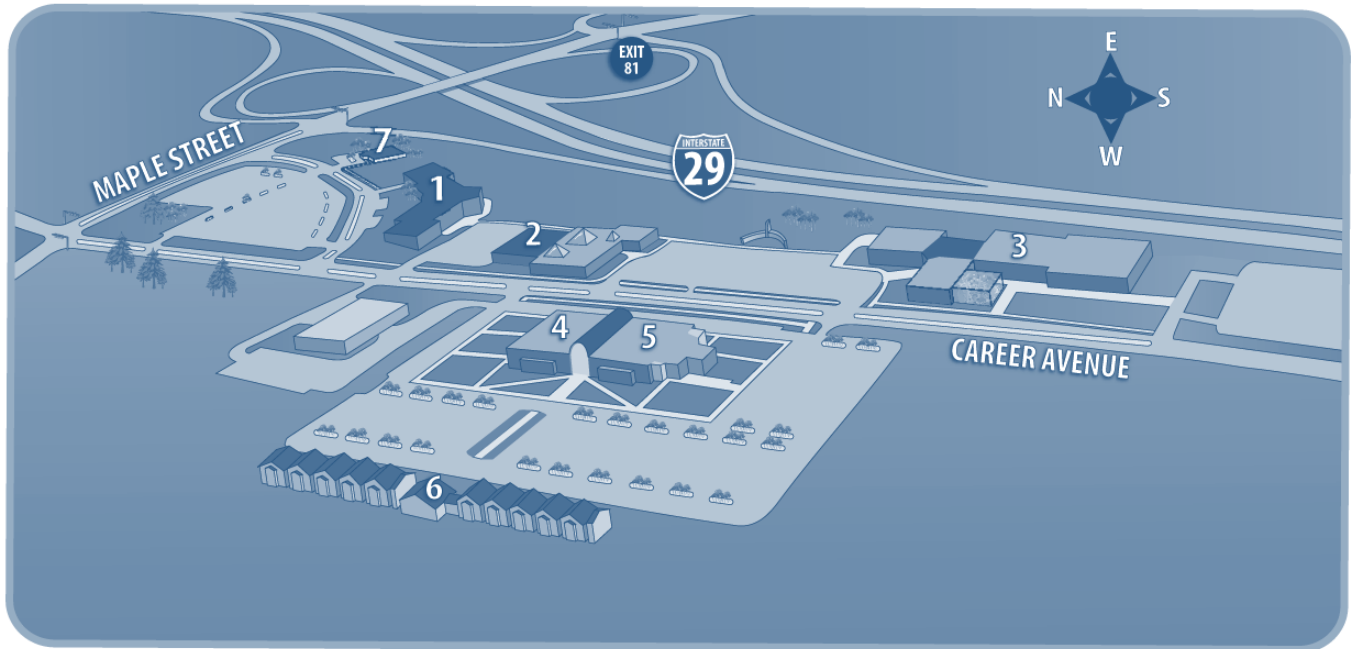 EXIT
81
E
N
S
W
INTERSTATE
29
MAPLE STREET
7
1
2
3
4
5
CAREER AVENUE
6